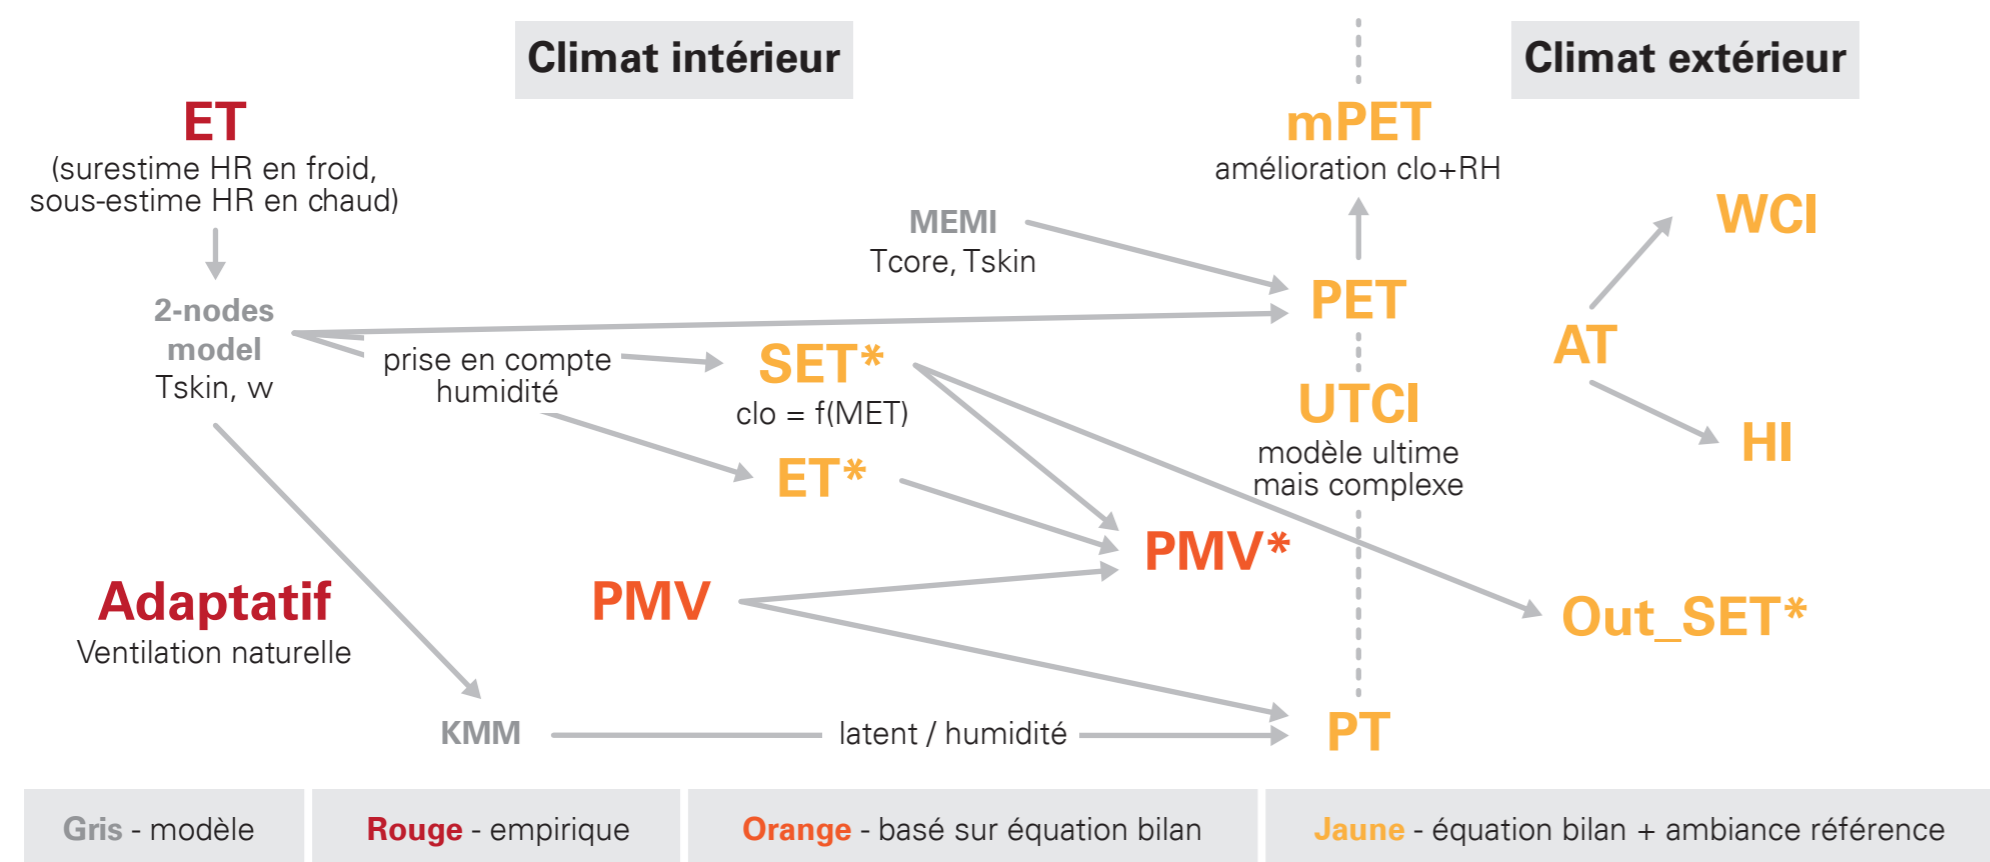 Climat intérieur
Climat extérieur
ET
(surestime HR en froid,
sous-estime HR en chaud)
mPET
amélioration clo+RH
WCI
MEMI
Tcore, Tskin
2-nodes
model
Tskin, w
PET
prise en compte
humidité
SET*
clo = f(MET)
AT
UTCI
modèle ultime
mais complexe
HI
ET*
PMV*
Adaptatif
Ventilation naturelle
PMV
Out_SET*
KMM
latent / humidité
PT
Gris - modèle
Rouge - empirique
Orange - basé sur équation bilan
Jaune - équation bilan + ambiance référence